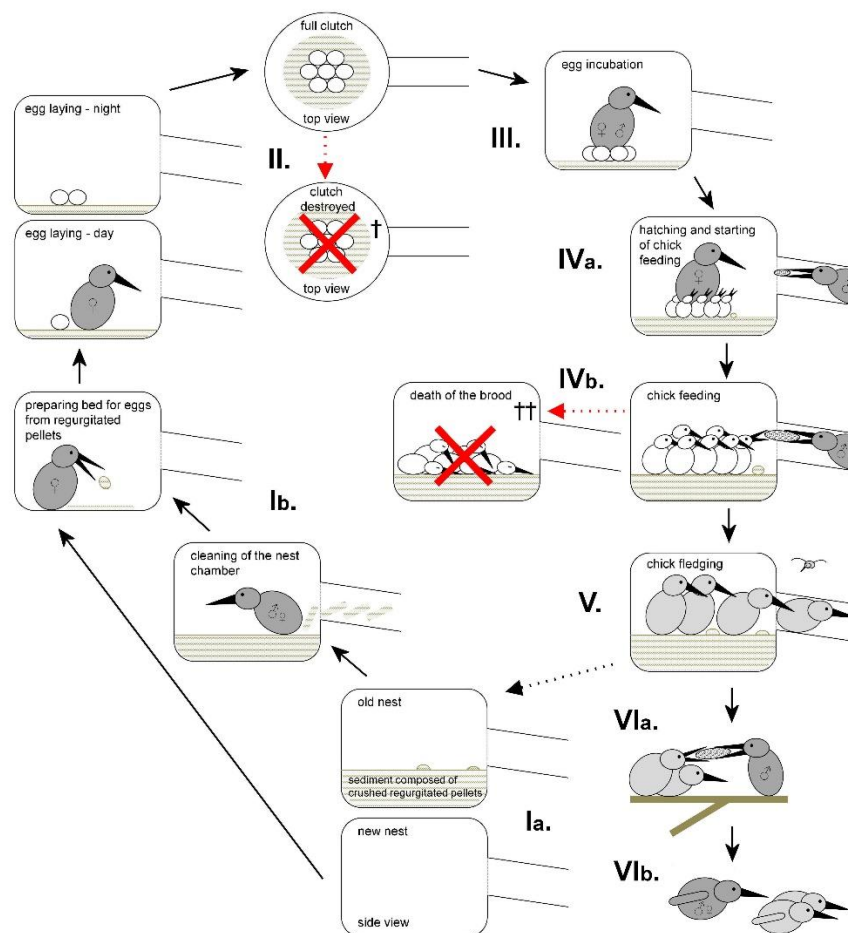 full clutch
top view
egg laying - night
II.
clutch
destroyed
†
top view
egg incubation
♀ ♂
III.
egg laying - day
♀
hatching and starting
of chick
feeding
♀
♂
IVa.
IVb.
death of the brood
††
chick feeding
♂
preparing bed for eggs
from regurgitated
pellets
♀
Ib.
cleaning of the nest
chamber
♂♀
chick fledging
V.
old nest
sediment composed of
crushed regurgitated pellets
Ia.
new nest
side view
VIa.
♂
VIb.
♂♀